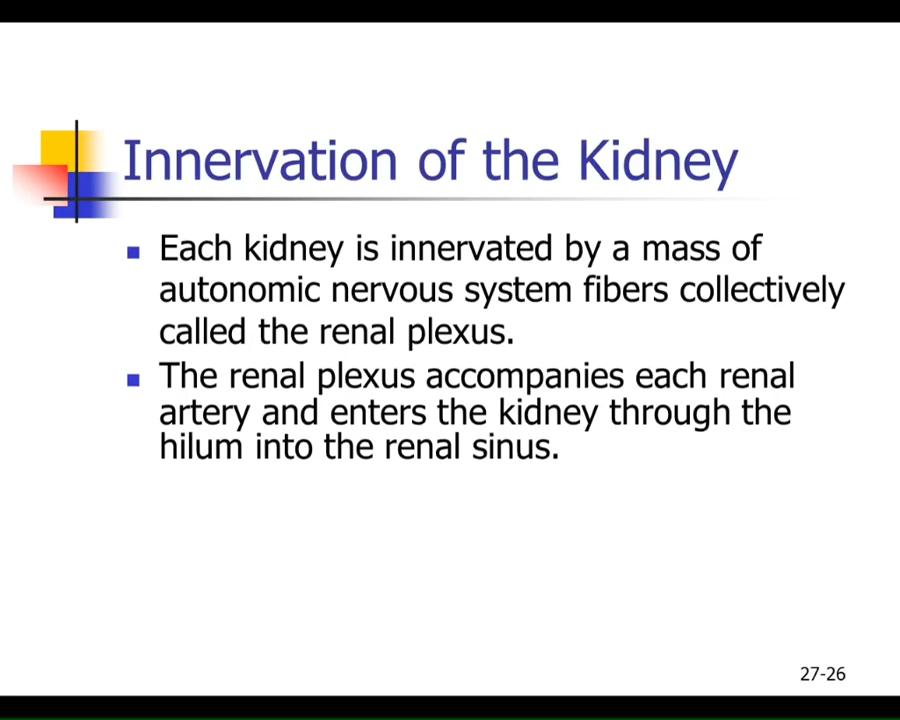 Innervation of the Kidney
Each kidney is innervated by a mass of
autonomic nervous system fibers collectively
called the renal plexus.
The renal plexus accompanies each renal
artery and enters the kidney through the
hilum into the renal sinus.
27-26